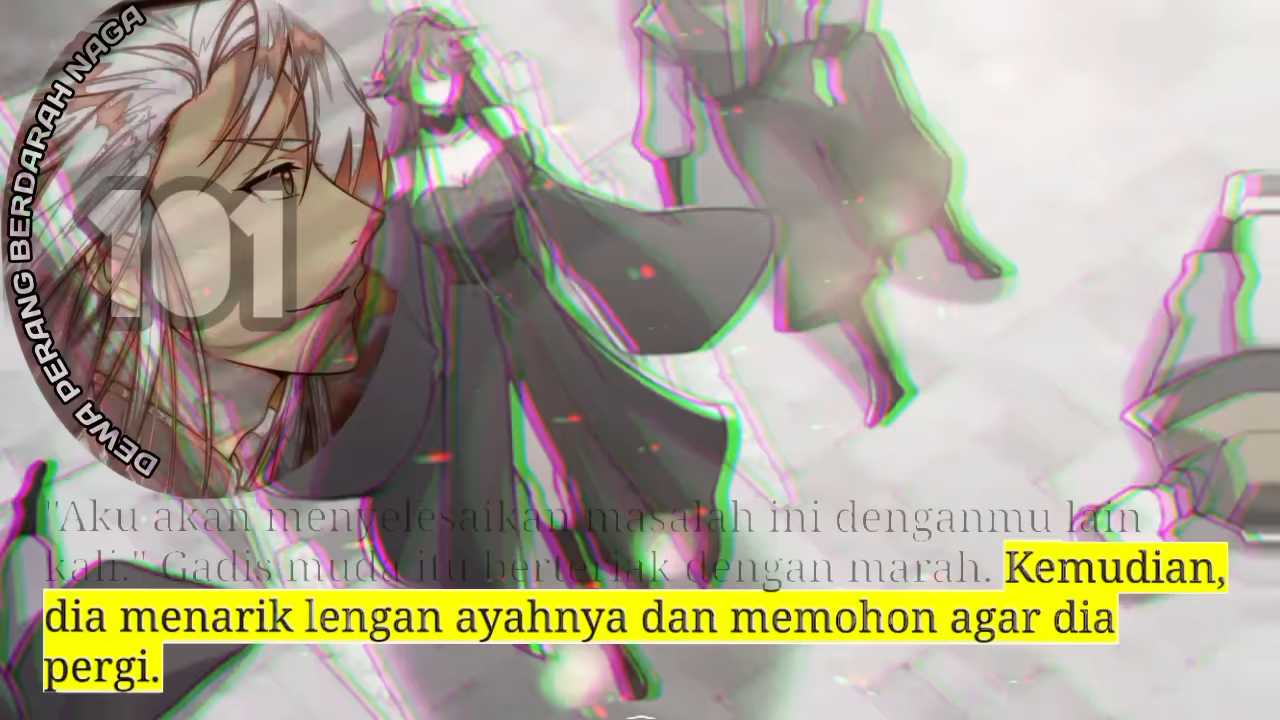 DEWA PERANG BERDARAH NAGA
101
"Aku akan menyelesaikan masalah ini denganmu lain
kali." Gadis muda itu berteriak dengan marah. Kemudian,
dia menarik lengan ayahnya dan memohon agar dia
pergi.